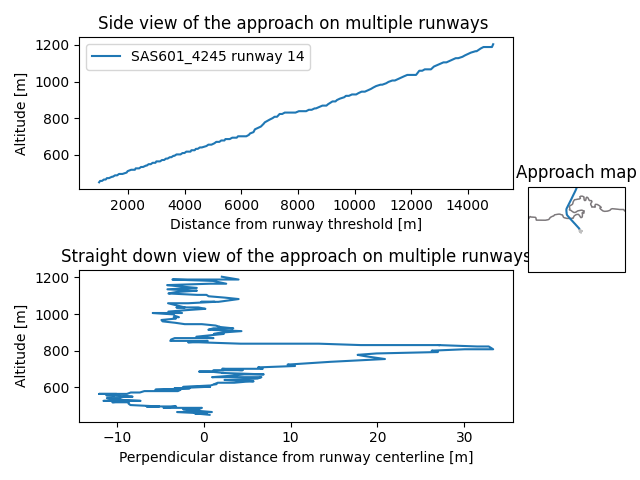 Side view of the approach on multiple runways
1200
1000
800
600
Altitude [m]
SAS601_4245 runway 14
2000 4000 6000 8000 10000 12000 14000
Distance from runway threshold [m]
Approach map
Straight down view of the approach on multiple runways
1200
1000
800
600
Altitude [m]
−10 0 10 20 30
Perpendicular distance from runway centerline [m]